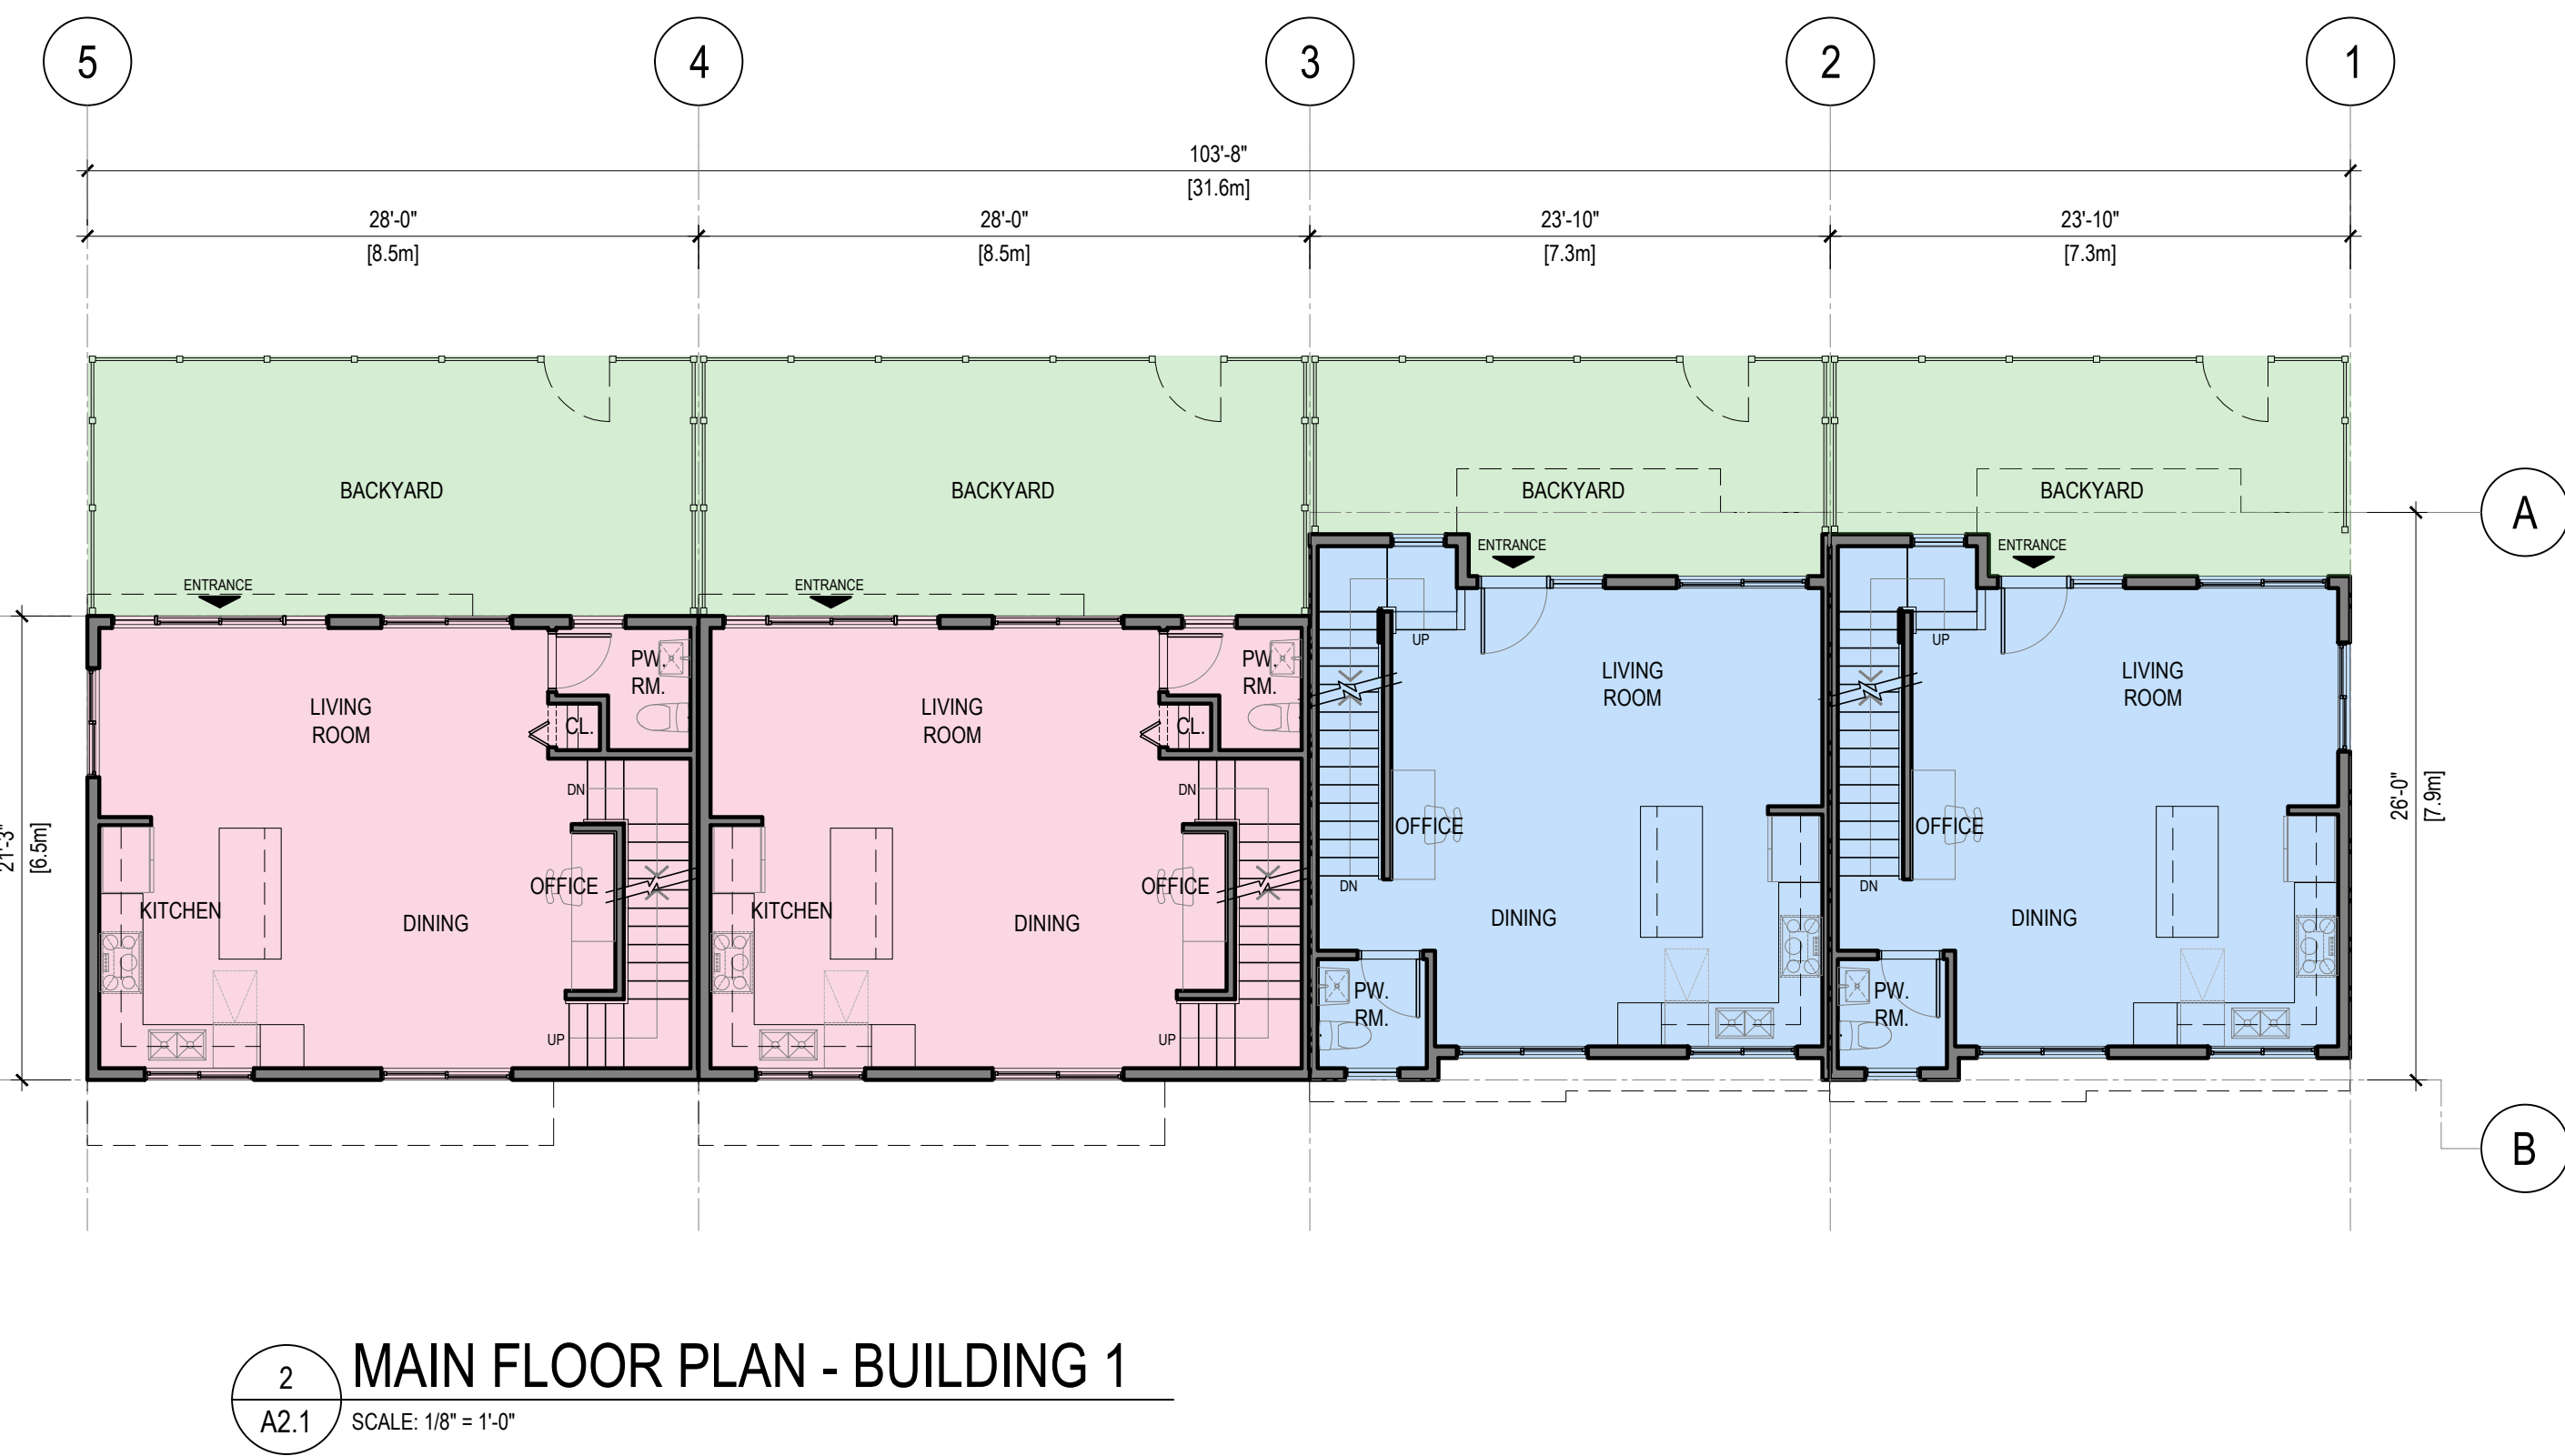 5
4
3
2
1
103'-8"
[31.6m]
28'-0"
28'-0"
23'-10"
23'-10"
[8.5m]
[8.5m]
[7.3m]
[7.3m]
BACKYARD
BACKYARD
BACKYARD
BACKYARD
A
ENTRANCE
ENTRANCE
ENTRANCE
ENTRANCE
PW.
RM.
PW.
RM.
UP
UP
LIVING
ROOM
LIVING
ROOM
LIVING
ROOM
LIVING
ROOM
CL.
CL.
DN
DN
21'-3"
[6.5m]
26'-0"
[7.9m]
OFFICE
OFFICE
OFFICE
OFFICE
DN
DN
KITCHEN
DINING
KITCHEN
DINING
DINING
DINING
PW.
RM.
PW.
RM.
UP
UP
B
2
A2.1
MAIN FLOOR PLAN - BUILDING 1
SCALE: 1/8" = 1'-0"